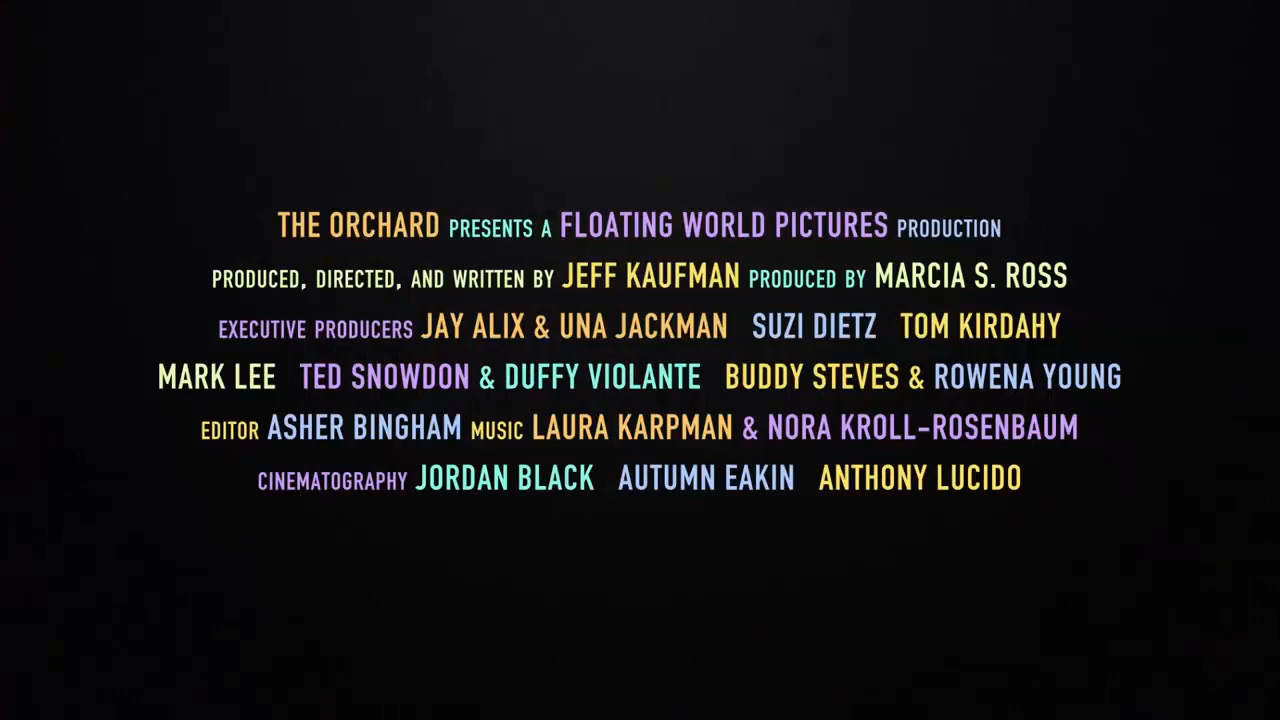 THE ORCHARD PRESENTS A FLOATING WORLD PICTURES PRODUCTION
PRODUCED, DIRECTED, AND WRITTEN BY JEFF KAUFMAN PRODUCED BY MARCIA S. ROSS
EXECUTIVE PRODUCERS JAY ALIX & UNA JACKMAN SUZI DIETZ TOM KIRDAHY
MARK LEE TED SNOWDON & DUFFY VIOLANTE BUDDY STEVES & ROWENA YOUNG
EDITOR ASHER BINGHAM MUSIC LAURA KARPMAN & NORA KROLL-ROSENBAUM
CINEMATOGRAPHY JORDAN BLACK AUTUMN EAKIN ANTHONY LUCIDO